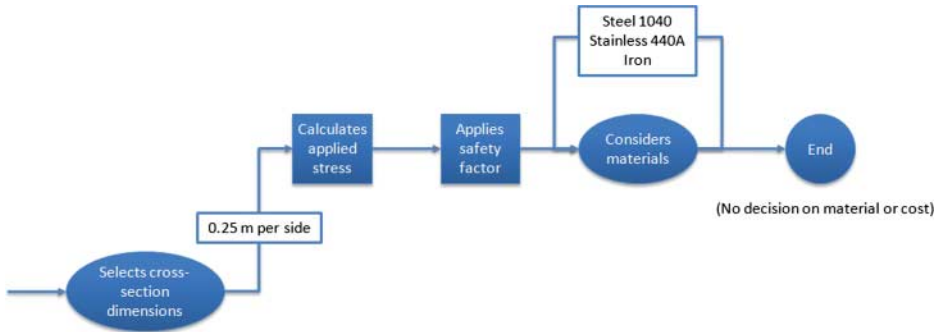 Steel 1040
Stainless 440A
Iron
Calculates
applied
stress
Applies
safety
factor
Considers
materials
End
(No decision on material or cost)
0.25 m per side
Selects cross-
section
dimensions